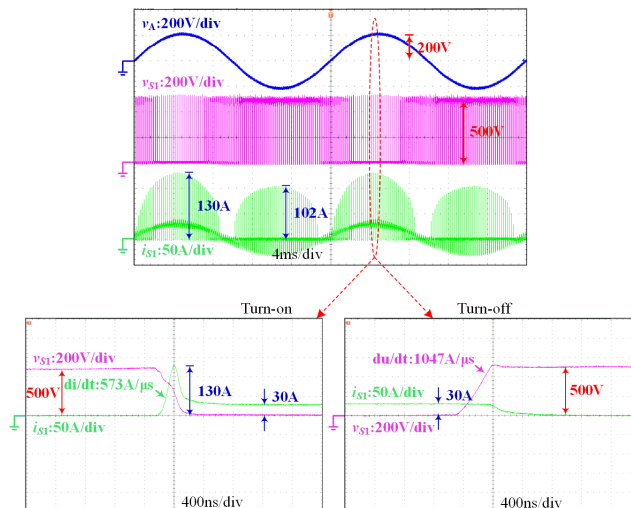 vA:200V/div
200V
vS1:200V/div
500V
130A
102A
iS1:50A/div
4ms/div
Turn-on
Turn-off
vS1:200V/div
500V
di/dt:573A/μs
130A
30A
iS1:50A/div
400ns/div
du/dt:1047A/μs
iS1:50A/div
30A
500V
vS1:200V/div
400ns/div